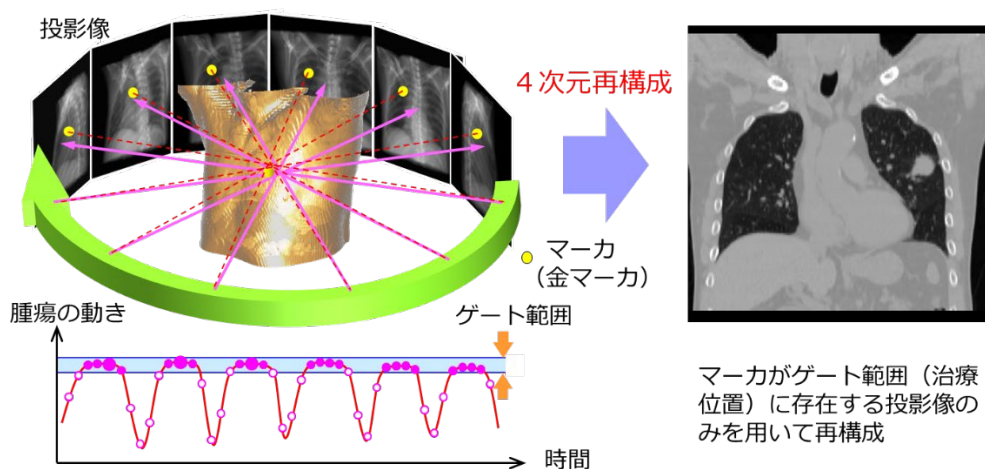 投影像
４次元再構成
マーカ
（金マーカ）
腫瘍の動き
ゲート範囲
時間
マーカがゲート範囲（治療
位置）に存在する投影像の
みを用いて再構成